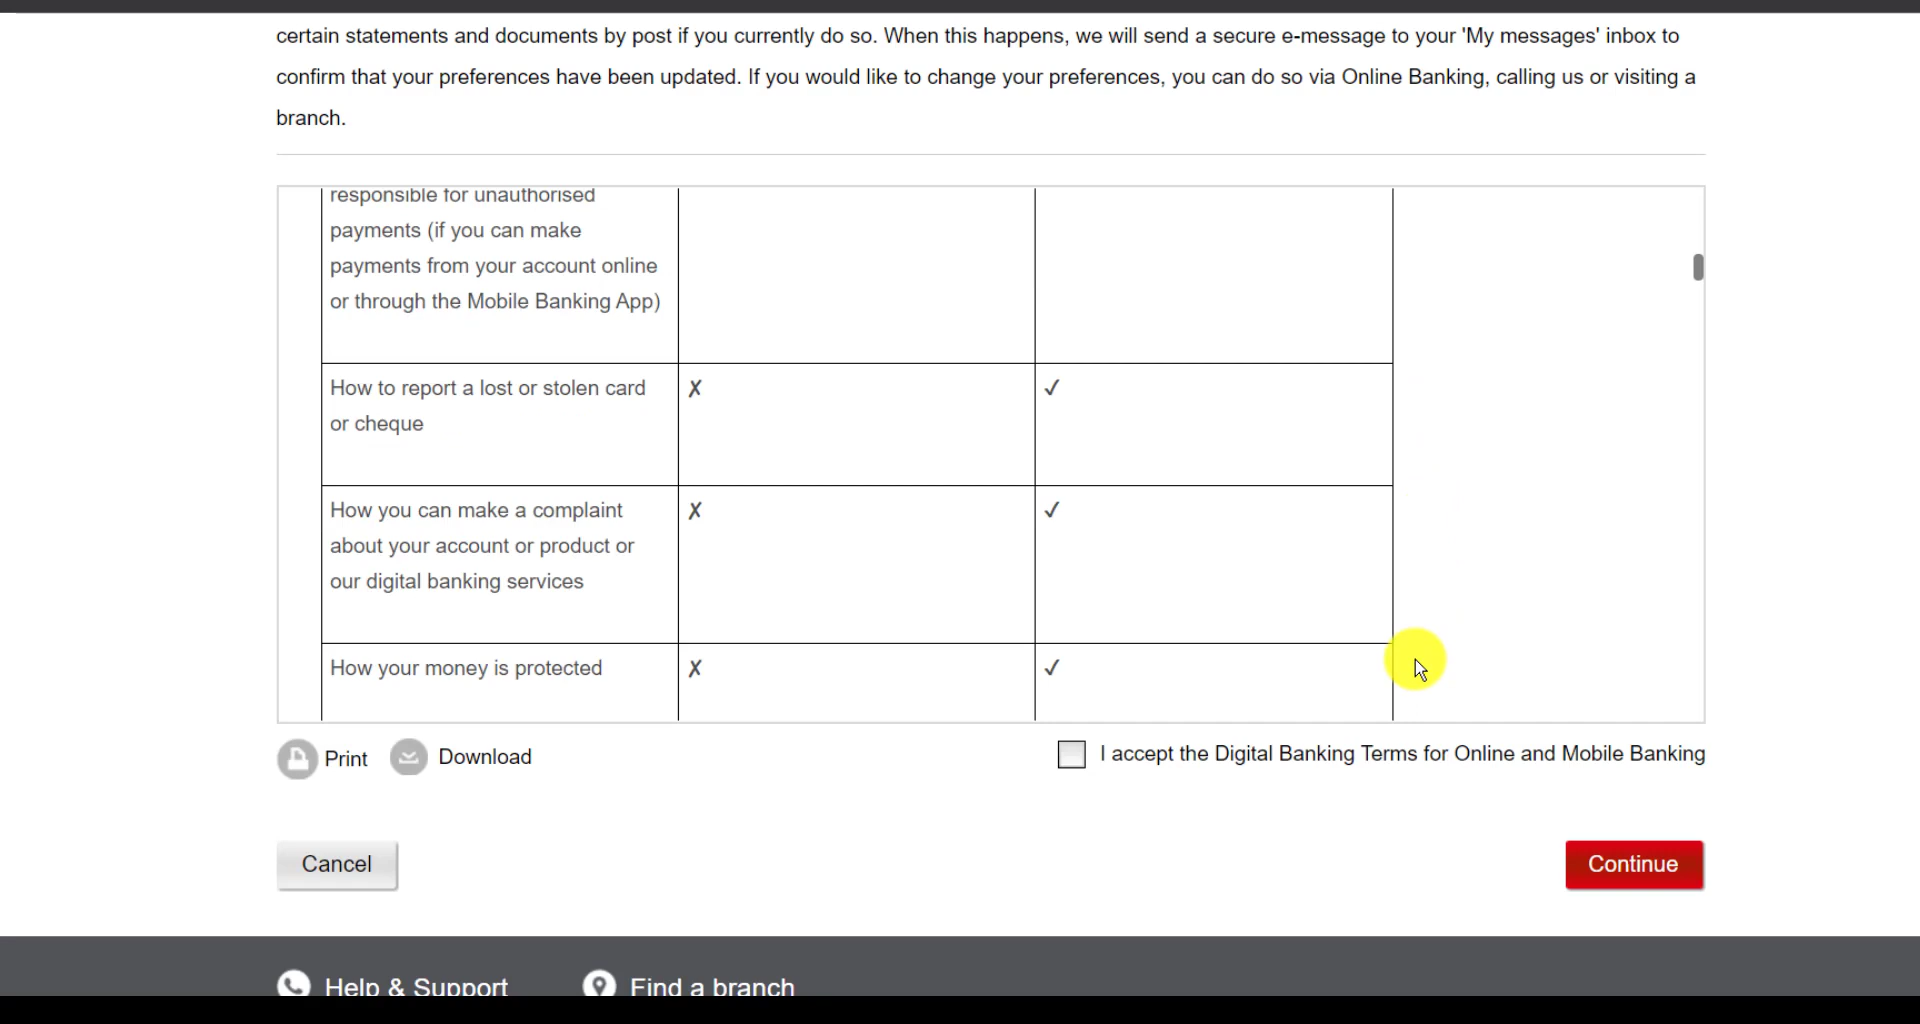 certain statements and documents by post if you currently do so. When this happens, we will send a secure e-message to your 'My messages' inbox to
confirm that your preferences have been updated. If you would like to change your preferences, you can do so via Online Banking, calling us or visiting a
branch.
responsible for unauthorised
payments (if you can make
payments from your account online
or through the Mobile Banking App)
How to report a lost or stolen card
or cheque
✗ ✓
How you can make a complaint
about your account or product or
our digital banking services
✗ ✓
How your money is protected
✗ ✓
Print Download
I accept the Digital Banking Terms for Online and Mobile Banking
Cancel
Continue
Help & Support Find a branch